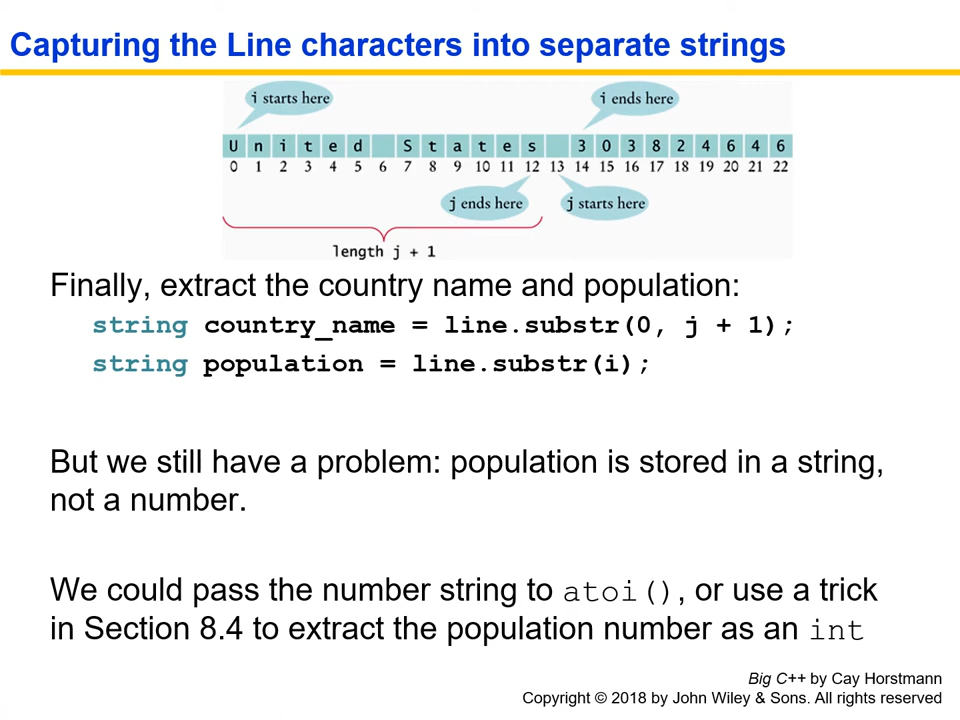 Capturing the Line characters into separate strings
i starts here
i ends here
U n i t e d S t a t e s 3 0 3 8 2 4 6 4 6
0 1 2 3 4 5 6 7 8 9 10 11 12 13 14 15 16 17 18 19 20 21 22
j ends here
j starts here
length j + 1
Finally, extract the country name and population:
string country_name = line.substr(0, j + 1);
string population = line.substr(i);
But we still have a problem: population is stored in a string,
not a number.
We could pass the number string to atoi(), or use a trick
in Section 8.4 to extract the population number as an int
Big C++ by Cay Horstmann
Copyright © 2018 by John Wiley & Sons. All rights reserved